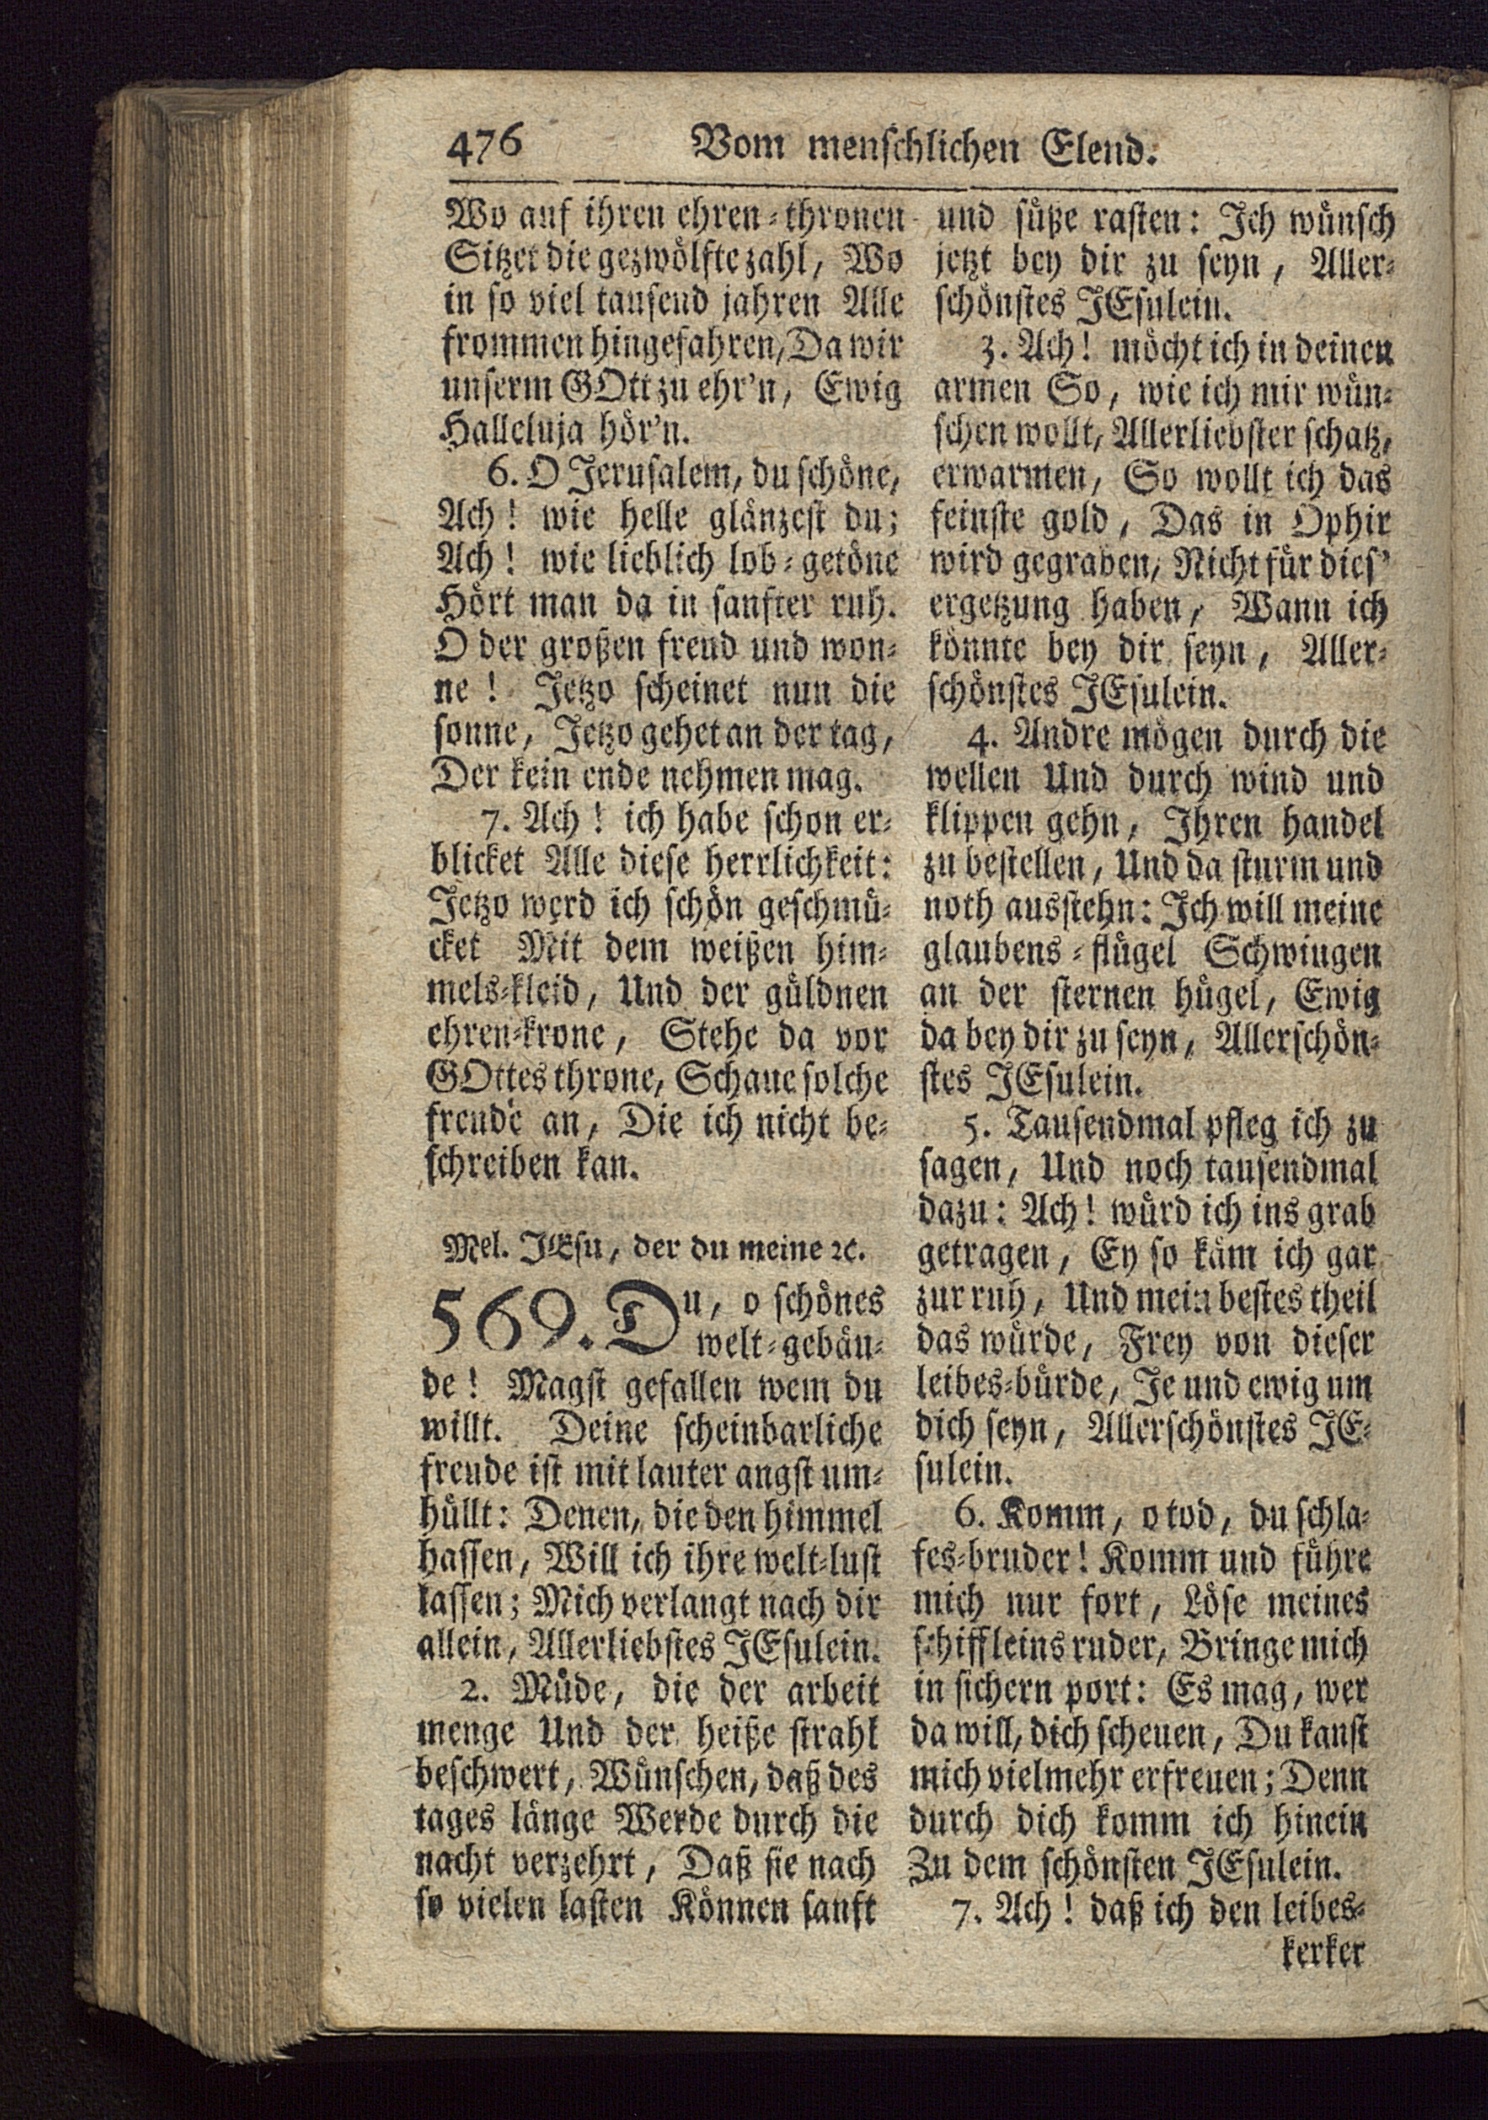 476 Vom menschlichen Elend.
Wo auf ihren ehren-thronen
Sitzet die gezwölfte zahl, Wo
in so viel tausend jahren Alle
frommen hingefahren, Da wir
unserm GOtt zu ehr'n, Ewig
Halleluja hör'n.
6. O Jerusalem, du schöne,
Ach! wie helle glänzest du;
Ach! wie lieblich lob-getöne
Hört man da in sanfter ruh.
O der großen freud und won-
ne! Jetzo scheinet nun die
sonne, Jetzo gehet an der tag,
Der kein ende nehmen mag.
7. Ach! ich habe schon er-
blicket Alle diese herrlichkeit:
Jetzo werd ich schön geschmü-
cket Mit dem weißen him-
mels-kleid, Und der güldnen
ehren-krone, Stehe da vor
GOttes throne, Schaue solche
freude an, Die ich nicht be-
schreiben kan.
Mel. JEsu, der du meine ꝛc.
569. Du, o schönes
welt-gebäu-
de! Magst gefallen wem du
willt. Deine scheinbarliche
freude ist mit lauter angst um-
hüllt: Denen, die den himmel
hassen, Will ich ihre welt-lust
lassen; Mich verlangt nach dir
allein, Allerliebstes JEsulein.
2. Müde, die der arbeit
menge Und der heiße strahl
beschwert, Wünschen, daß des
tages länge Werde durch die
nacht verzehrt, Daß sie nach
so vielen lasten Können sanft
und süße rasten: Ich wünsch
jetzt bey dir zu seyn, Aller-
schönstes JEsulein.
3. Ach! möcht ich in deinen
armen So, wie ich mir wün-
schen wollt, Allerliebster schatz,
erwarmen, So wollt ich das
feinste gold, Das in Ophir
wird gegraben, Nicht für dies'
ergetzung haben, Wann ich
könnte bey dir seyn, Aller-
schönstes JEsulein.
4. Andre mögen durch die
wellen Und durch wind und
klippen gehn, Ihren handel
zu bestellen, Und da sturm und
noth ausstehn: Ich will meine
glaubens-flügel Schwingen
an der sternen hügel, Ewig
da bey dir zu seyn, Allerschön-
stes JEsulein.
5. Tausendmal pfleg ich zu
sagen, Und noch tausendmal
dazu: Ach! würd ich ins grab
getragen, Ey so käm ich gar
zur ruh, Und mein bestes theil
das würde, Frey von dieser
leibes-bürde, Je und ewig um
dich seyn, Allerschönstes JE-
sulein.
6. Komm, o tod, du schla-
fes-bruder! Komm und führe
mich nur fort, Löse meines
schiffleins ruder, Bringe mich
in sichern port: Es mag, wer
da will, dich scheuen, Du kanst
mich vielmehr erfreuen; Denn
durch dich komm ich hinein
Zu dem schönsten JEsulein.
7. Ach! daß ich den leibes-
kerker